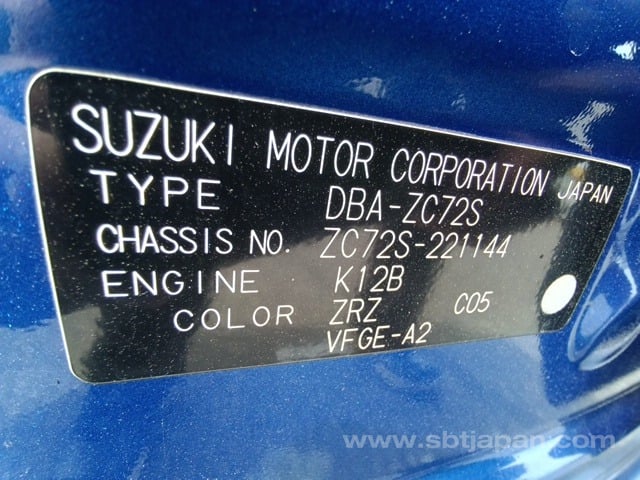 SUZUKI MOTOR CORPORATION JAPAN
TYPE DBA-ZC72S
CHASSIS NO. ZC72S-221144
ENGINE K12B
COLOR ZRZ C05
VFGE-A2
www.sbtjapan.com